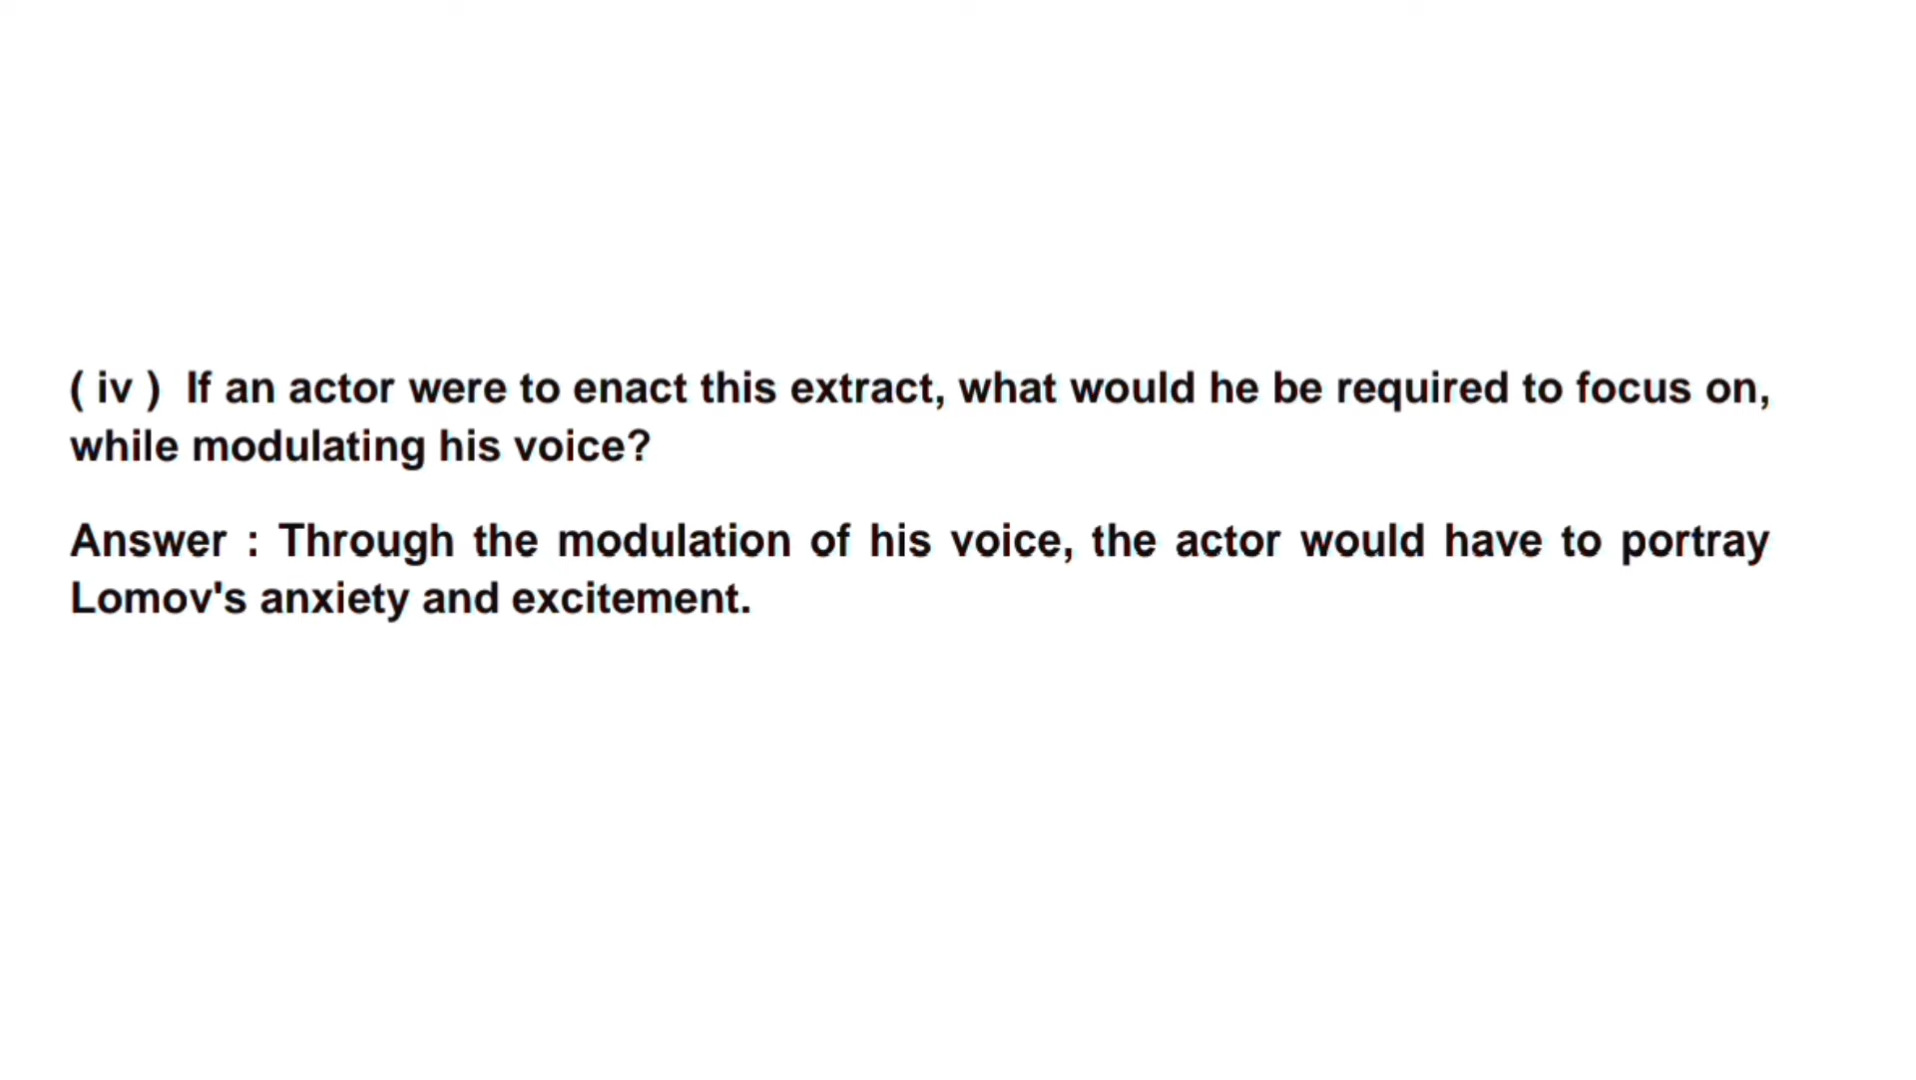 ( iv ) If an actor were to enact this extract, what would he be required to focus on,
while modulating his voice?
Answer : Through the modulation of his voice, the actor would have to portray
Lomov's anxiety and excitement.